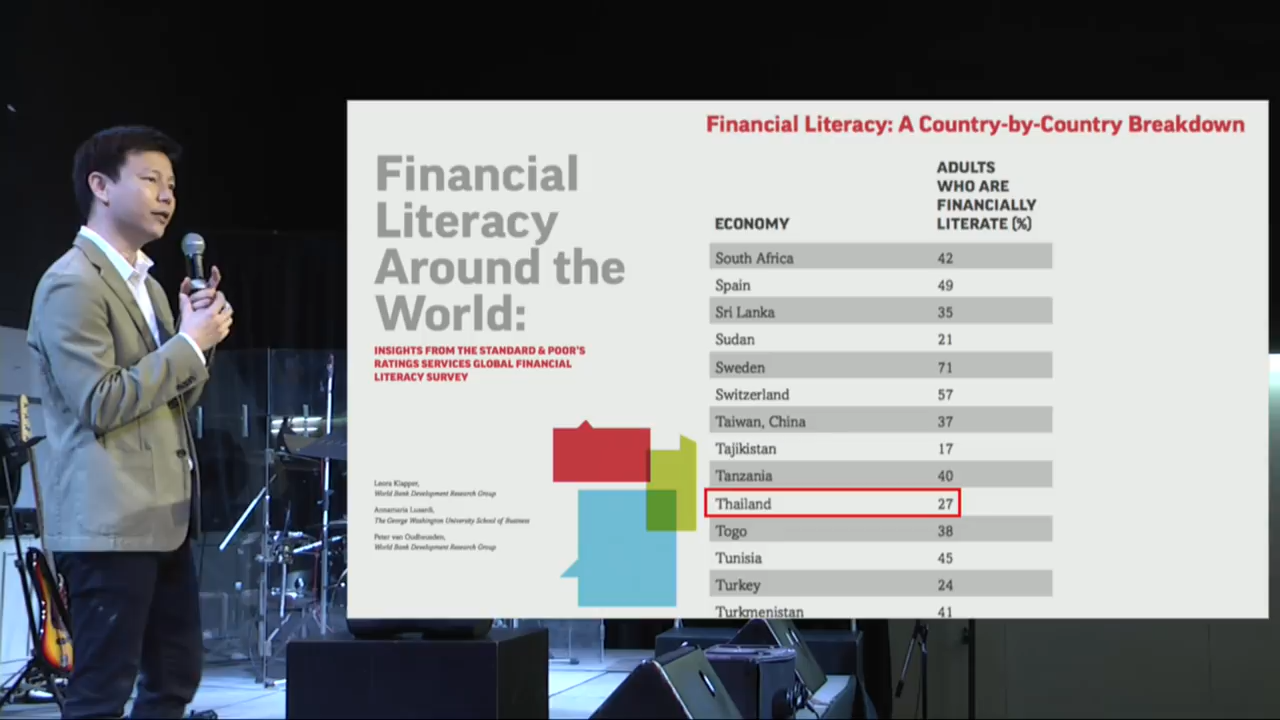 Financial Literacy: A Country-by-Country Breakdown
Financial
Literacy
Around the
World:
INSIGHTS FROM THE STANDARD & POOR'S
RATINGS SERVICES GLOBAL FINANCIAL
LITERACY SURVEY
Leora Klapper,
World Bank Development Research Group
Annamaria Lusardi,
The George Washington University School of Business
Peter van Oudheusden,
World Bank Development Research Group
ADULTS
WHO ARE
FINANCIALLY
ECONOMY LITERATE (%)
South Africa 42
Spain 49
Sri Lanka 35
Sudan 21
Sweden 71
Switzerland 57
Taiwan, China 37
Tajikistan 17
Tanzania 40
Thailand 27
Togo 38
Tunisia 45
Turkey 24
Turkmenistan 41